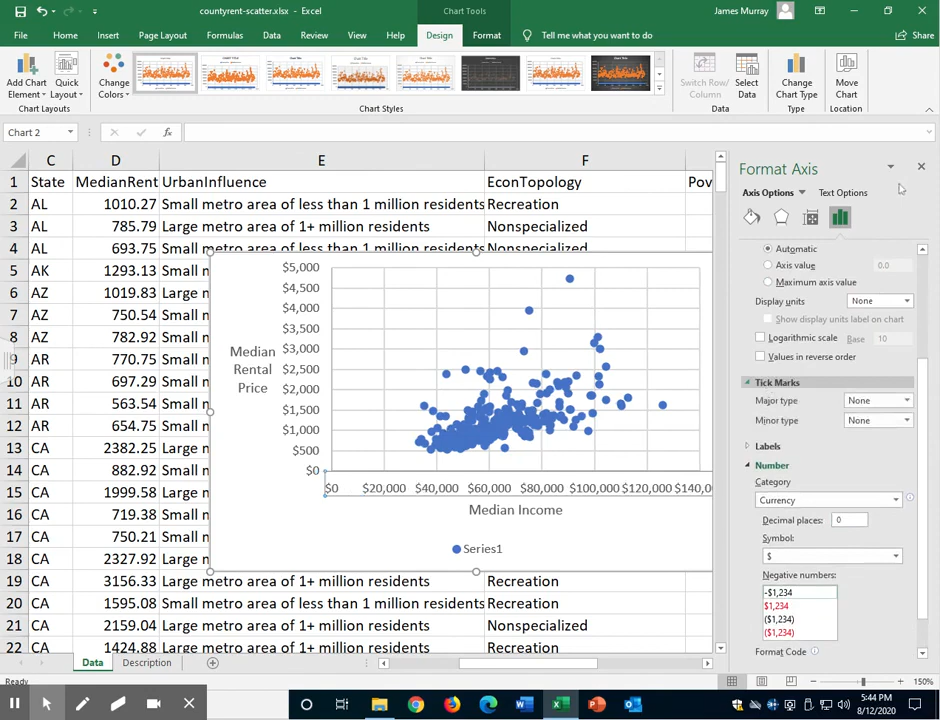 countyrent-scatter.xlsx - Excel
Chart Tools
James Murray
File Home Insert Page Layout Formulas Data Review View Help Design Format Tell me what you want to do Share
Add Chart Element
Quick Layout
Change Colors
Switch Row/ Column
Select Data
Change Chart Type
Move Chart
Chart Layouts
Chart Styles
Data
Type
Location
Chart 2
fx
C D E F
1 State MedianRent UrbanInfluence EconTopology Pov
2 AL 1010.27 Small metro area of less than 1 million residents Recreation
3 AL 785.79 Large metro area of 1+ million residents Nonspecialized
4 AL 693.75 Small metro area of less than 1 million residents Nonspecialized
5 AK 1293.13 Small m
6 AZ 1019.83 Large m
7 AZ 750.54 Small m
8 AZ 782.92 Large m
9 AR 770.75 Small m
10 AR 697.29 Small m
11 AR 563.54 Small m
12 AR 654.75 Small m
13 CA 2382.25 Large m
14 CA 882.92 Small m
15 CA 1999.58 Small m
16 CA 719.38 Small m
17 CA 750.21 Small m
18 CA 2327.92 Large m
19 CA 3156.33 Large metro area of 1+ million residents Recreation
20 CA 1595.08 Small metro area of less than 1 million residents Recreation
21 CA 2159.04 Large metro area of 1+ million residents Nonspecialized
22 CA 1424.88 Large metro area of 1+ million residents Recreation
$5,000
$4,500
$4,000
$3,500
$3,000
$2,500
$2,000
$1,500
$1,000
$500
$0
Median
Rental
Price
$0 $20,000 $40,000 $60,000 $80,000 $100,000 $120,000 $140,0
Median Income
Series1
Format Axis
Axis Options Text Options
Automatic
Axis value 0.0
Maximum axis value
Display units None
Show display units label on chart
Logarithmic scale Base 10
Values in reverse order
Tick Marks
Major type None
Minor type None
Labels
Number
Category
Currency
Decimal places: 0
Symbol:
$
Negative numbers:
-$1,234
$1,234
($1,234)
($1,234)
Format Code
Data Description
Ready
150%
5:44 PM
8/12/2020